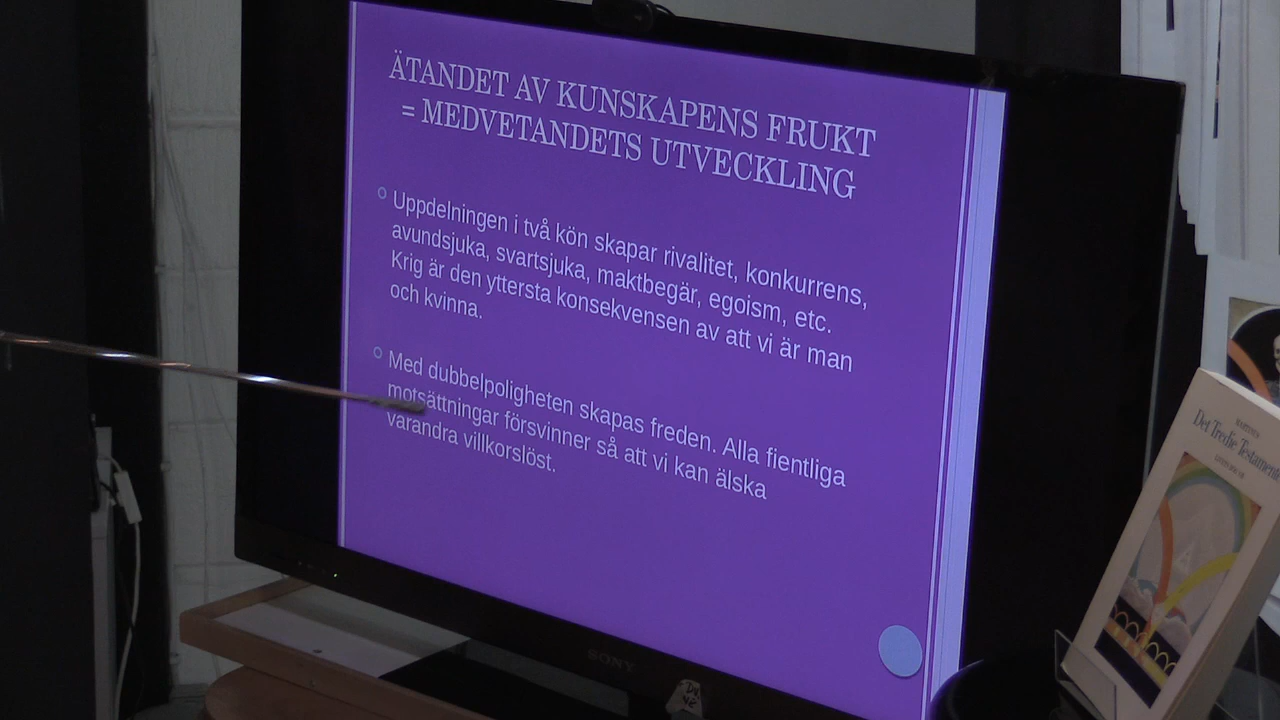 ÄTANDET AV KUNSKAPENS FRUKT
= MEDVETANDETS UTVECKLING
Uppdelningen i två kön skapar rivalitet, konkurrens,
avundsjuka, svartsjuka, maktbegär, egoism, etc.
Krig är den yttersta konsekvensen av att vi är man
och kvinna.
Med dubbelpoligheten skapas freden. Alla fientliga
motsättningar försvinner så att vi kan älska
varandra villkorslöst.
SONY
MARTINUS
Det Tredje Testamente